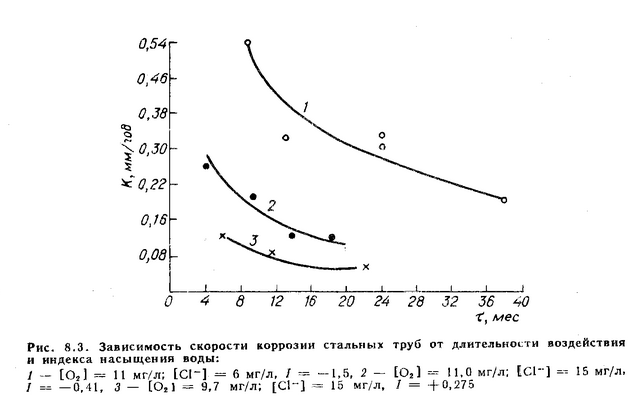 0,54
0,46
0,38
0,30
0,22
0,16
0,08
К, мм/год
1
2
3
0 4 8 12 16 20 24 28 32 36 40
τ, мес
Рис. 8.3. Зависимость скорости коррозии стальных труб от длительности воздействия
и индекса насыщения воды:
1 — [O₂] = 11 мг/л; [Cl⁻] = 6 мг/л, I = −1,5, 2 — [O₂] = 11,0 мг/л; [Cl⁻] = 15 мг/л,
I = −0,41, 3 — [O₂] = 9,7 мг/л; [Cl⁻] = 15 мг/л, I = +0,275